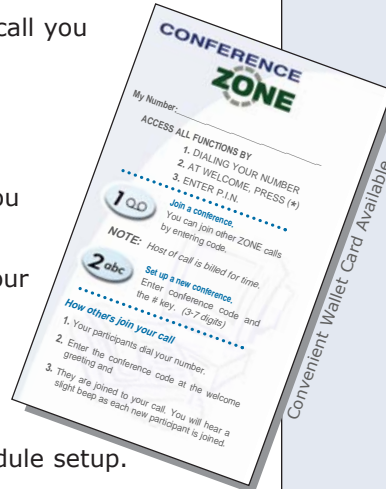 call you
ou
our
dule setup.
CONFERENCE
ZONE
My Number:
ACCESS ALL FUNCTIONS BY
1. DIALING YOUR NUMBER
2. AT WELCOME, PRESS (*)
3. ENTER P.I.N.
1 QO
Join a conference.
You can join other ZONE calls
by entering code.
NOTE: Host of call is billed for time.
2 abc
Set up a new conference.
Enter conference code and
the # key. (3-7 digits)
How others join your call
1. Your participants dial your number.
2. Enter the conference code at the welcome
greeting and
3. They are joined to your call. You will hear a
slight beep as each new participant is joined.
Convenient Wallet Card Available